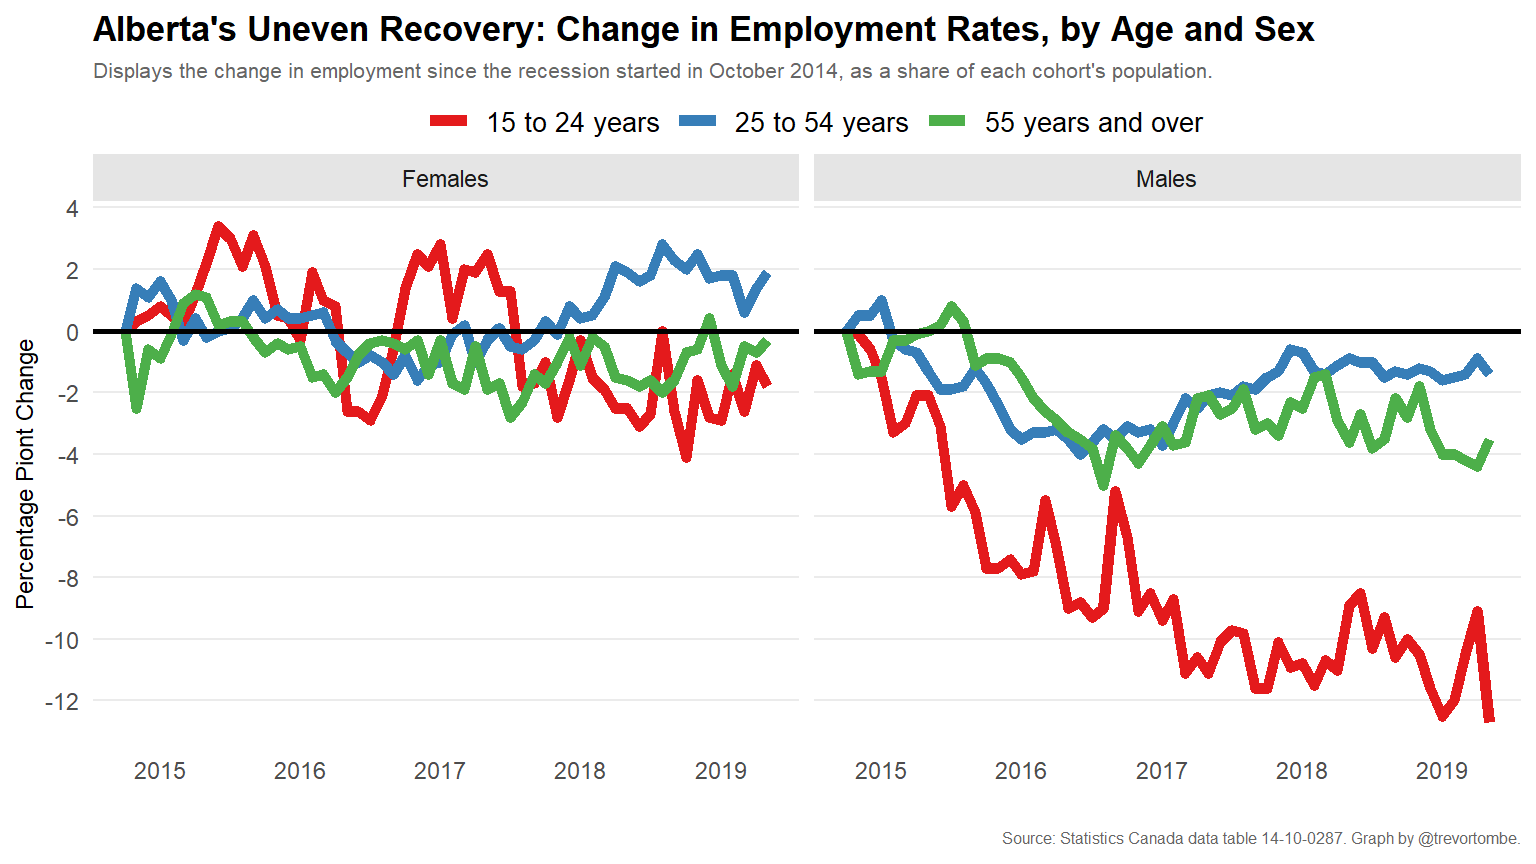 Alberta's Uneven Recovery: Change in Employment Rates, by Age and Sex
Displays the change in employment since the recession started in October 2014, as a share of each cohort's population.
15 to 24 years 25 to 54 years 55 years and over
Females Males
Percentage Piont Change
4
2
0
-2
-4
-6
-8
-10
-12
2015 2016 2017 2018 2019 2015 2016 2017 2018 2019
Source: Statistics Canada data table 14-10-0287. Graph by @trevortombe.